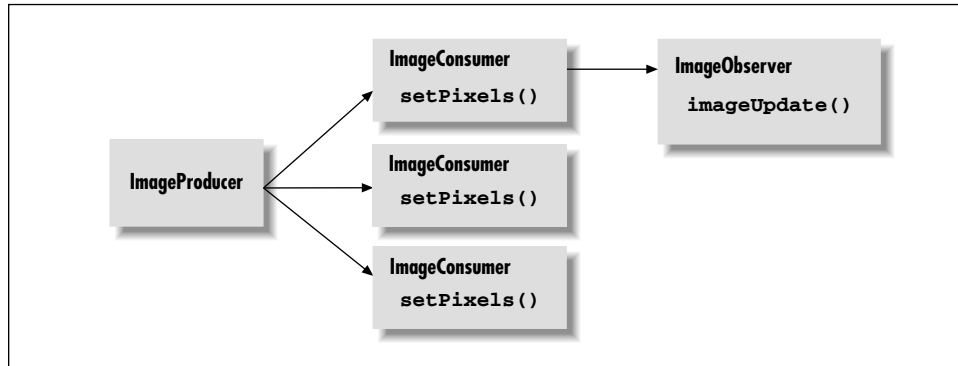 ImageConsumer
setPixels()
ImageObserver
imageUpdate()
ImageProducer
ImageConsumer
setPixels()
ImageConsumer
setPixels()